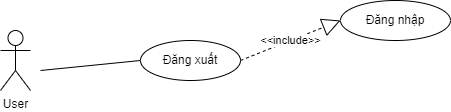 Đăng nhập
<<include>>
Đăng xuất
User